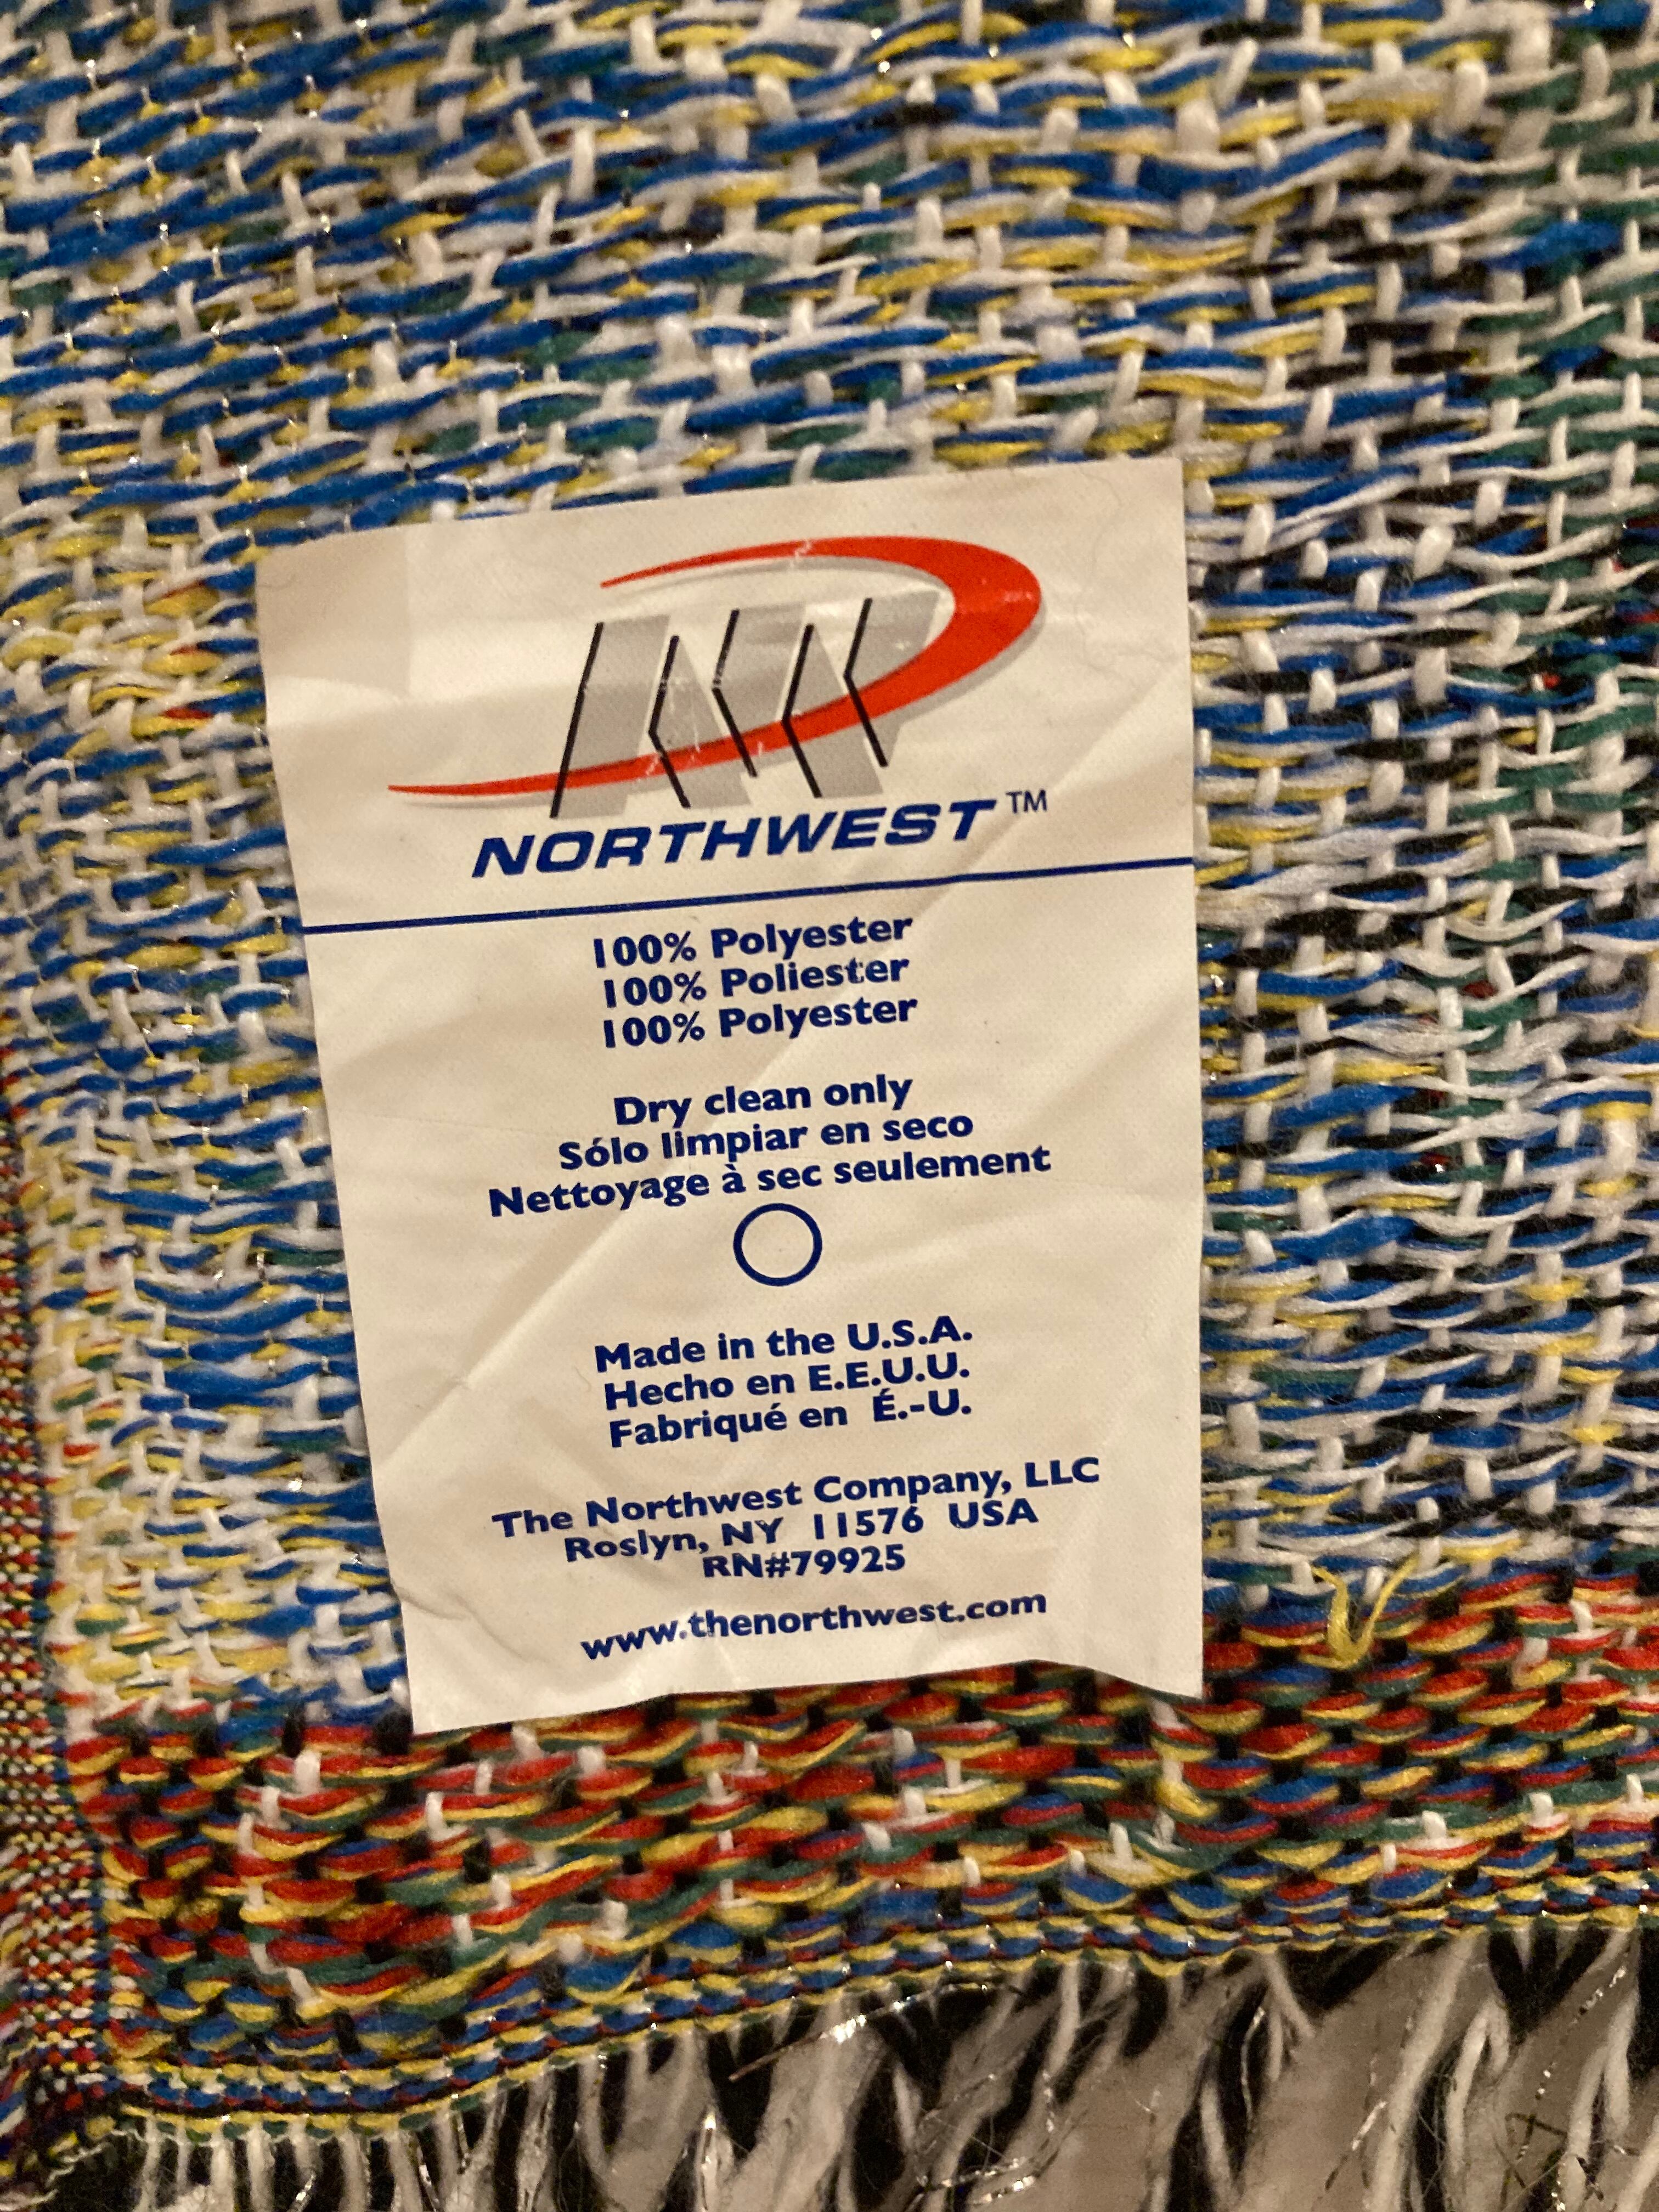 NORTHWEST™
100% Polyester
100% Poliester
100% Polyester
Dry clean only
Sólo limpiar en seco
Nettoyage à sec seulement
Made in the U.S.A.
Hecho en E.E.U.U.
Fabriqué en É.-U.
The Northwest Company, LLC
Roslyn, NY 11576 USA
RN#79925
www.thenorthwest.com